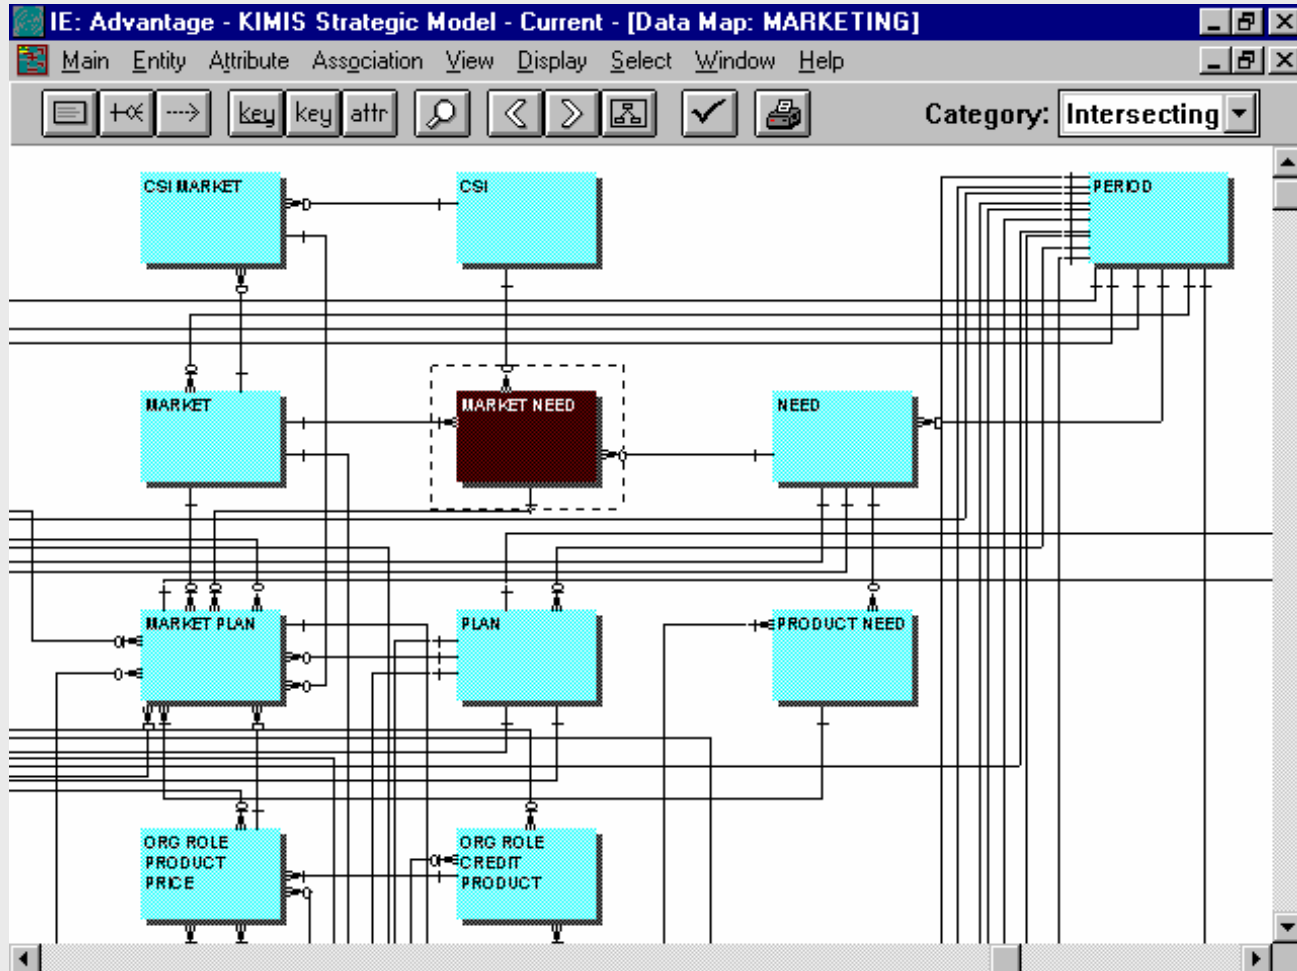 IE: Advantage - KIMIS Strategic Model - Current - [Data Map: MARKETING]
Main Entity Attribute Association View Display Select Window Help
key key attr Category: Intersecting
CSI MARKET
CSI
PERIOD
MARKET
MARKET NEED
NEED
MARKET PLAN
PLAN
PRODUCT NEED
ORG ROLE
PRODUCT
PRICE
ORG ROLE
CREDIT
PRODUCT